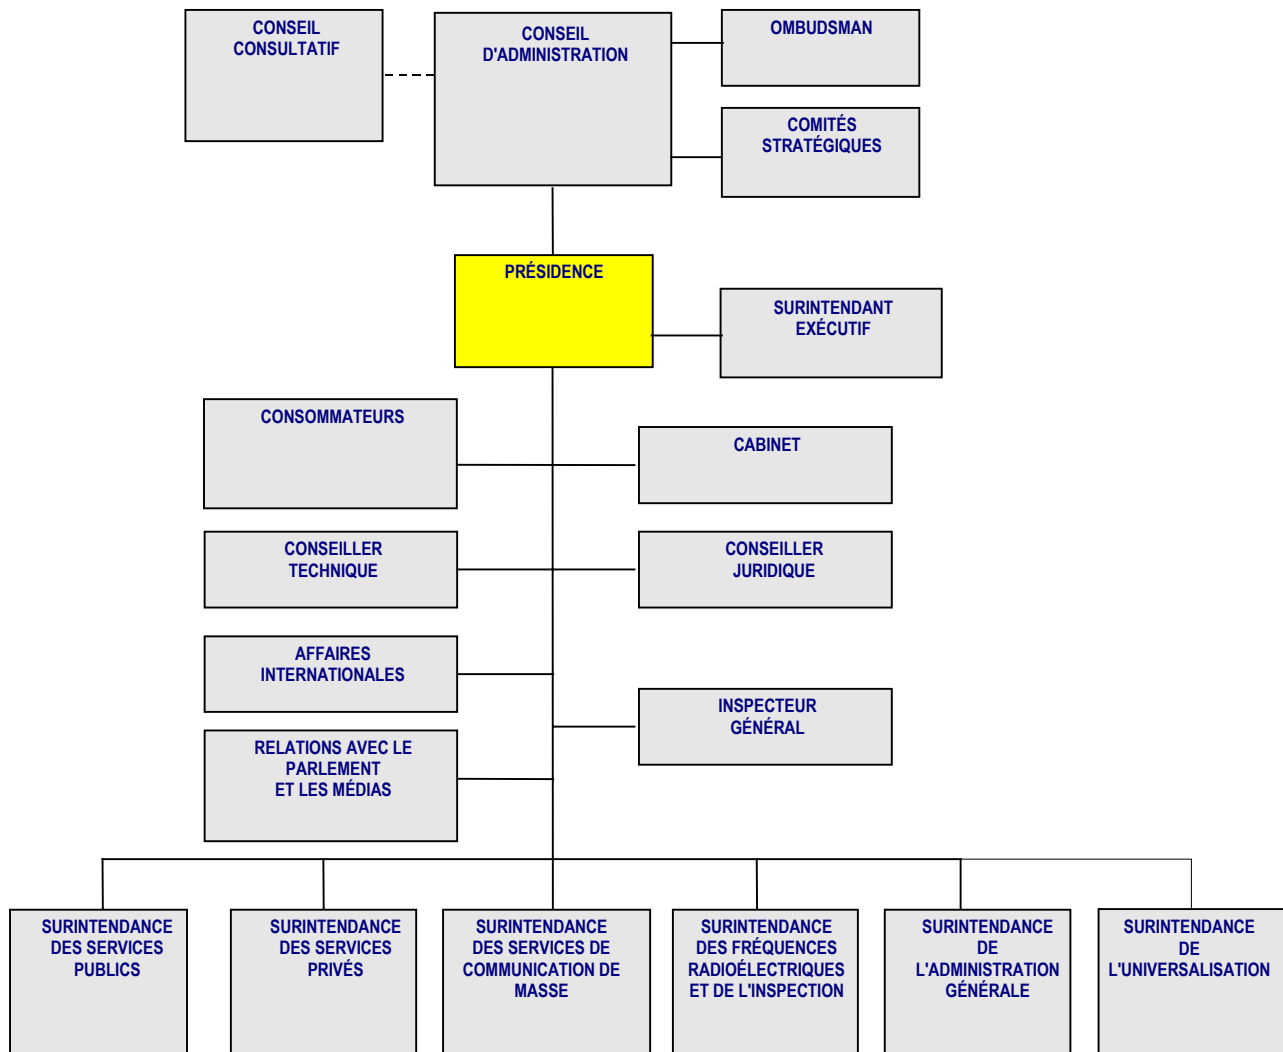 CONSEIL
CONSULTATIF
CONSEIL
D'ADMINISTRATION
OMBUDSMAN
COMITÉS
STRATÉGIQUES
PRÉSIDENCE
SURINTENDANT
EXÉCUTIF
CONSOMMATEURS
CABINET
CONSEILLER
TECHNIQUE
CONSEILLER
JURIDIQUE
AFFAIRES
INTERNATIONALES
INSPECTEUR
GÉNÉRAL
RELATIONS AVEC LE
PARLEMENT
ET LES MÉDIAS
SURINTENDANCE
DES SERVICES
PUBLICS
SURINTENDANCE
DES SERVICES
PRIVÉS
SURINTENDANCE
DES SERVICES DE
COMMUNICATION DE
MASSE
SURINTENDANCE
DES FRÉQUENCES
RADIOÉLECTRIQUES
ET DE L'INSPECTION
SURINTENDANCE
DE
L'ADMINISTRATION
GÉNÉRALE
SURINTENDANCE
DE
L'UNIVERSALISATION